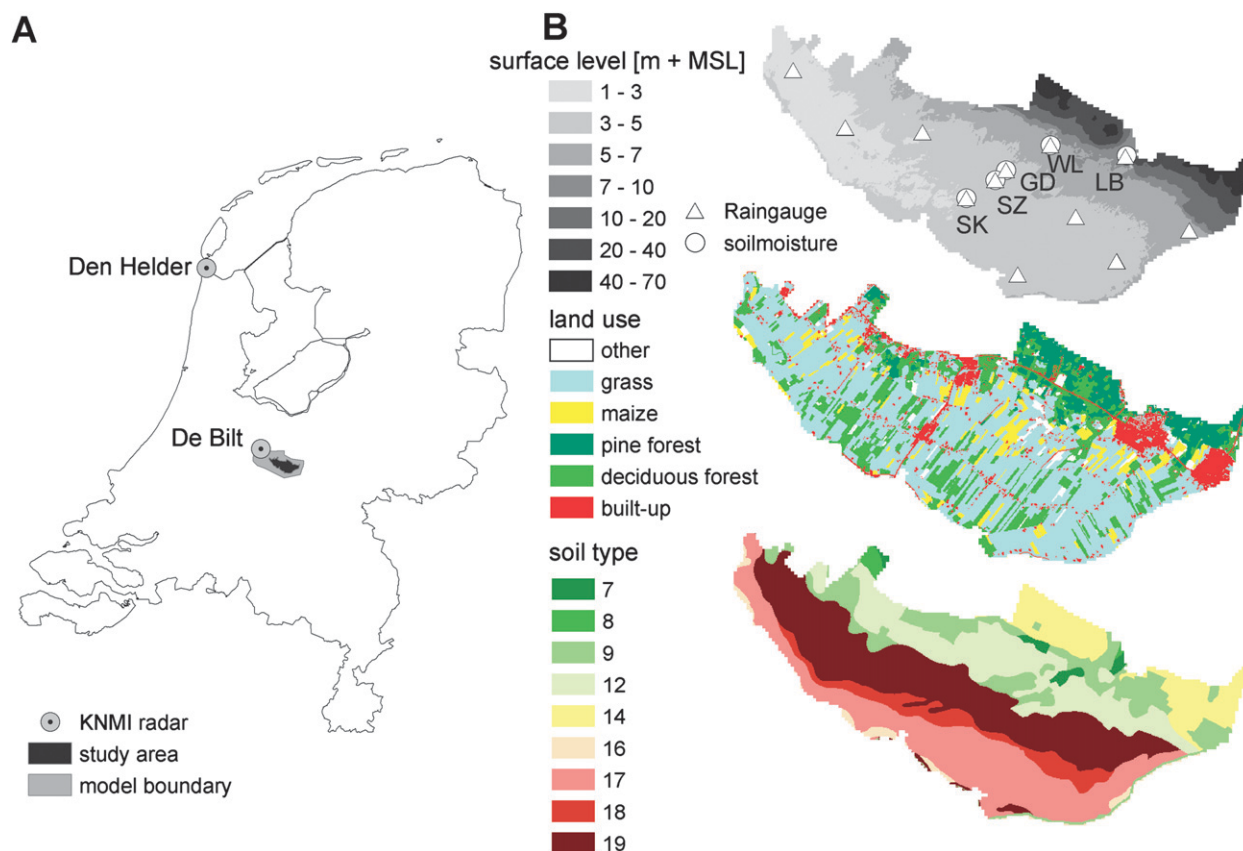 A
Den Helder
De Bilt
KNMI radar
study area
model boundary
B
surface level [m + MSL]
1 - 3
3 - 5
5 - 7
7 - 10
10 - 20
20 - 40
40 - 70
Raingauge
soilmoisture
WL
GD
LB
SZ
SK
land use
other
grass
maize
pine forest
deciduous forest
built-up
soil type
7
8
9
12
14
16
17
18
19